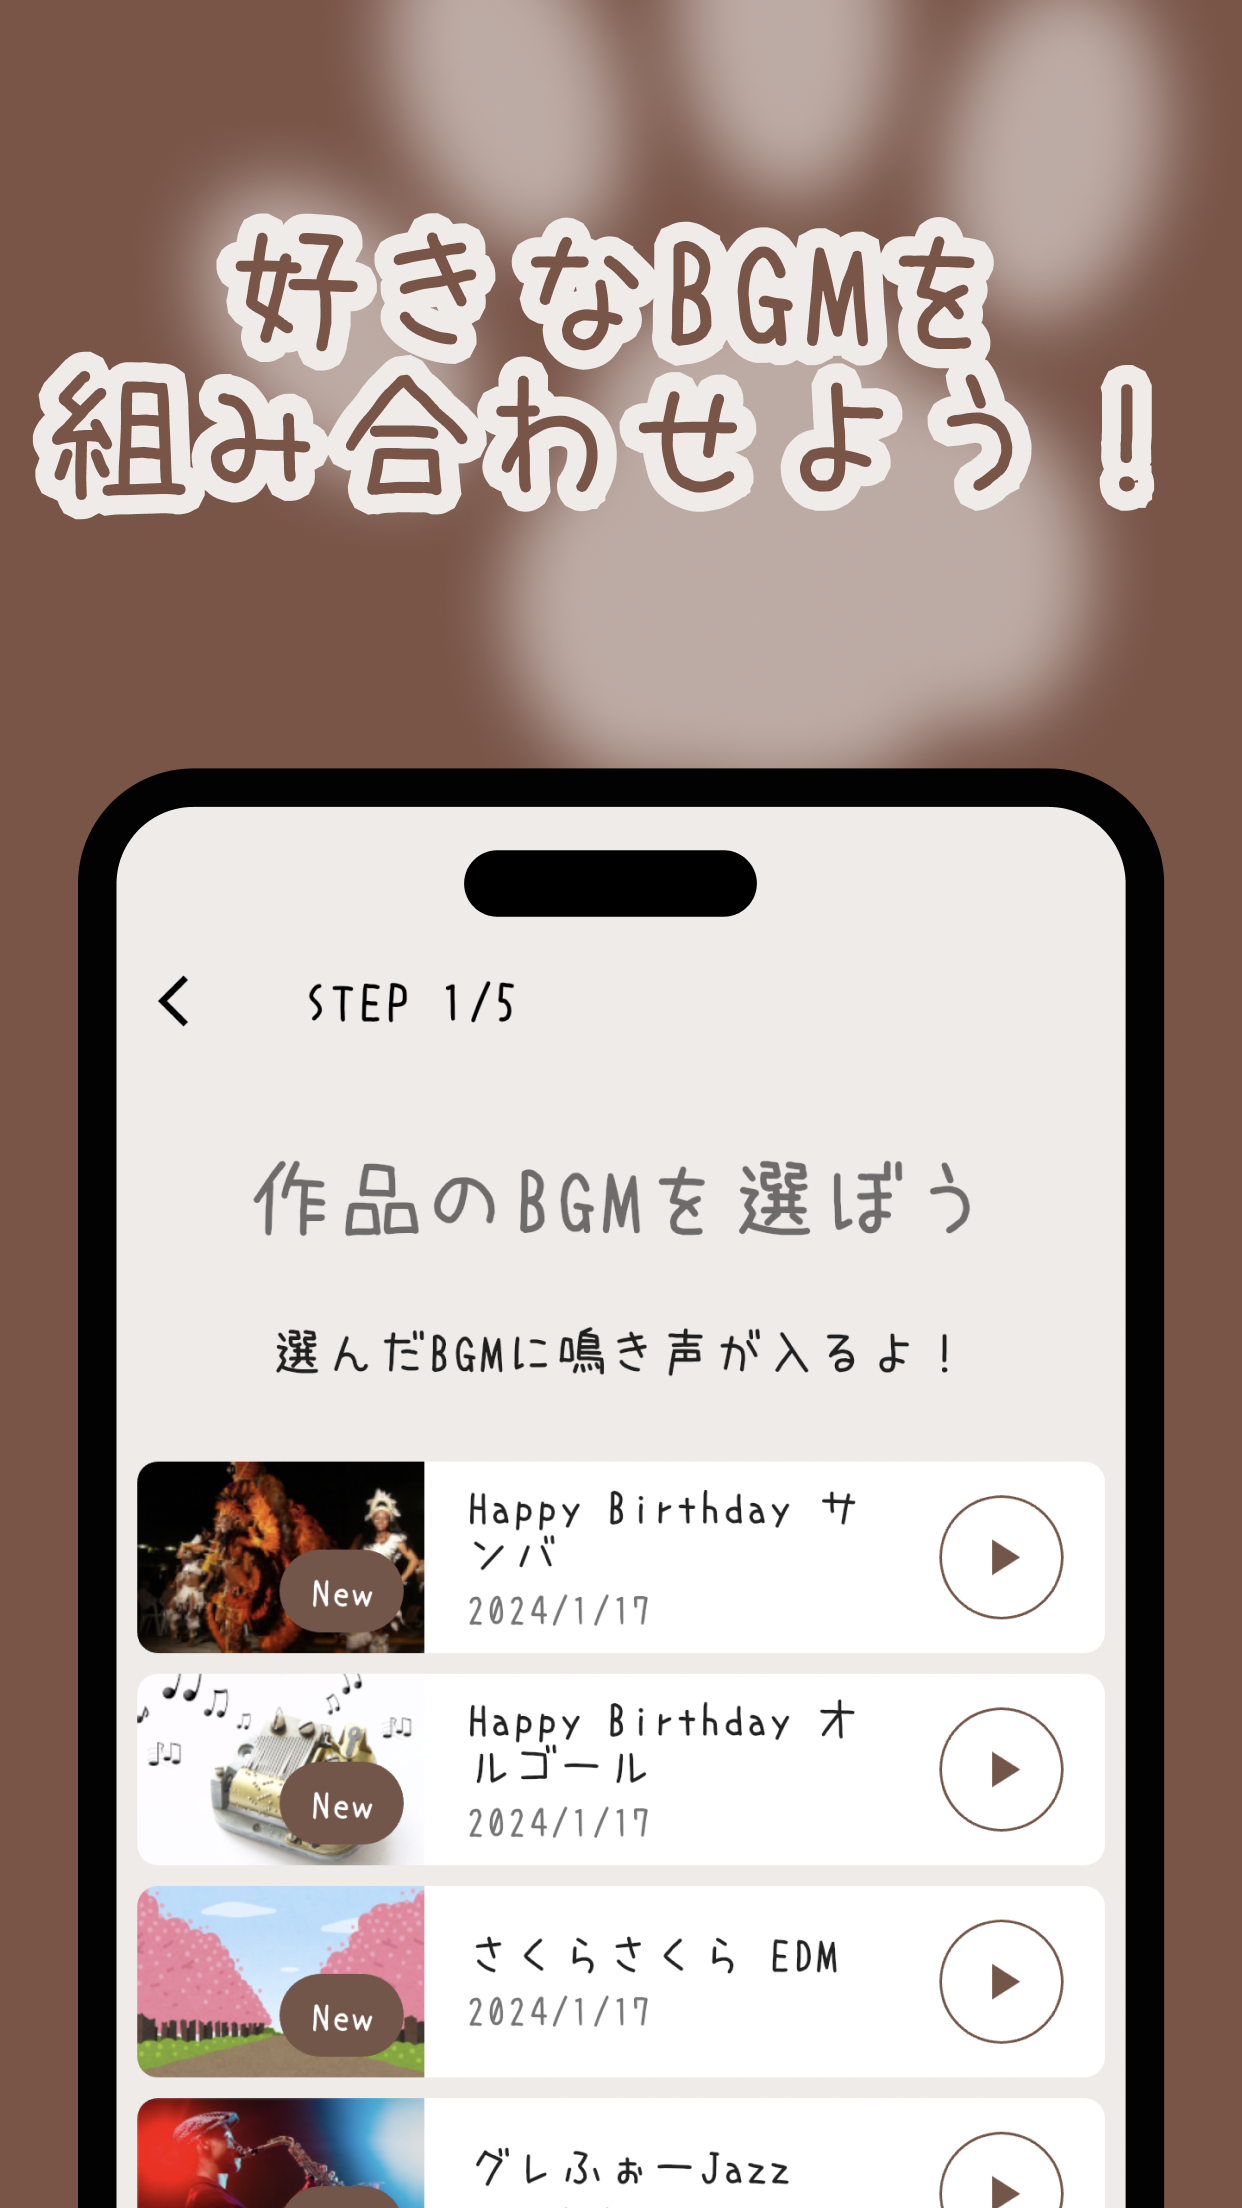 好きなBGMを
組み合わせよう！
STEP 1/5
作品のBGMを選ぼう
選んだBGMに鳴き声が入るよ！
New
Happy Birthday サ
ンバ
2024/1/17
New
Happy Birthday オ
ルゴール
2024/1/17
New
さくらさくら EDM
2024/1/17
グレふぉーJazz